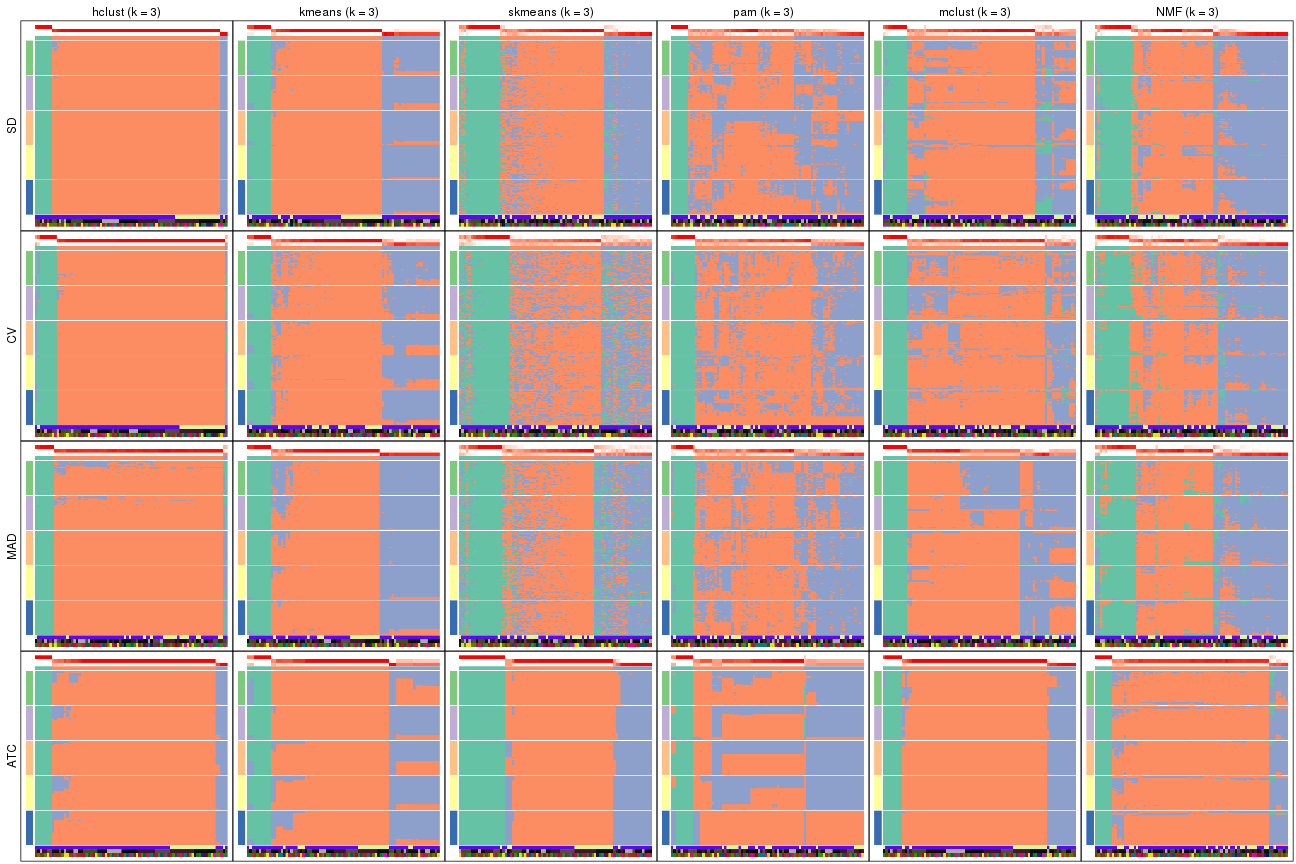 hclust (k = 3)
kmeans (k = 3)
skmeans (k = 3)
pam (k = 3)
mclust (k = 3)
NMF (k = 3)
SD
CV
MAD
ATC